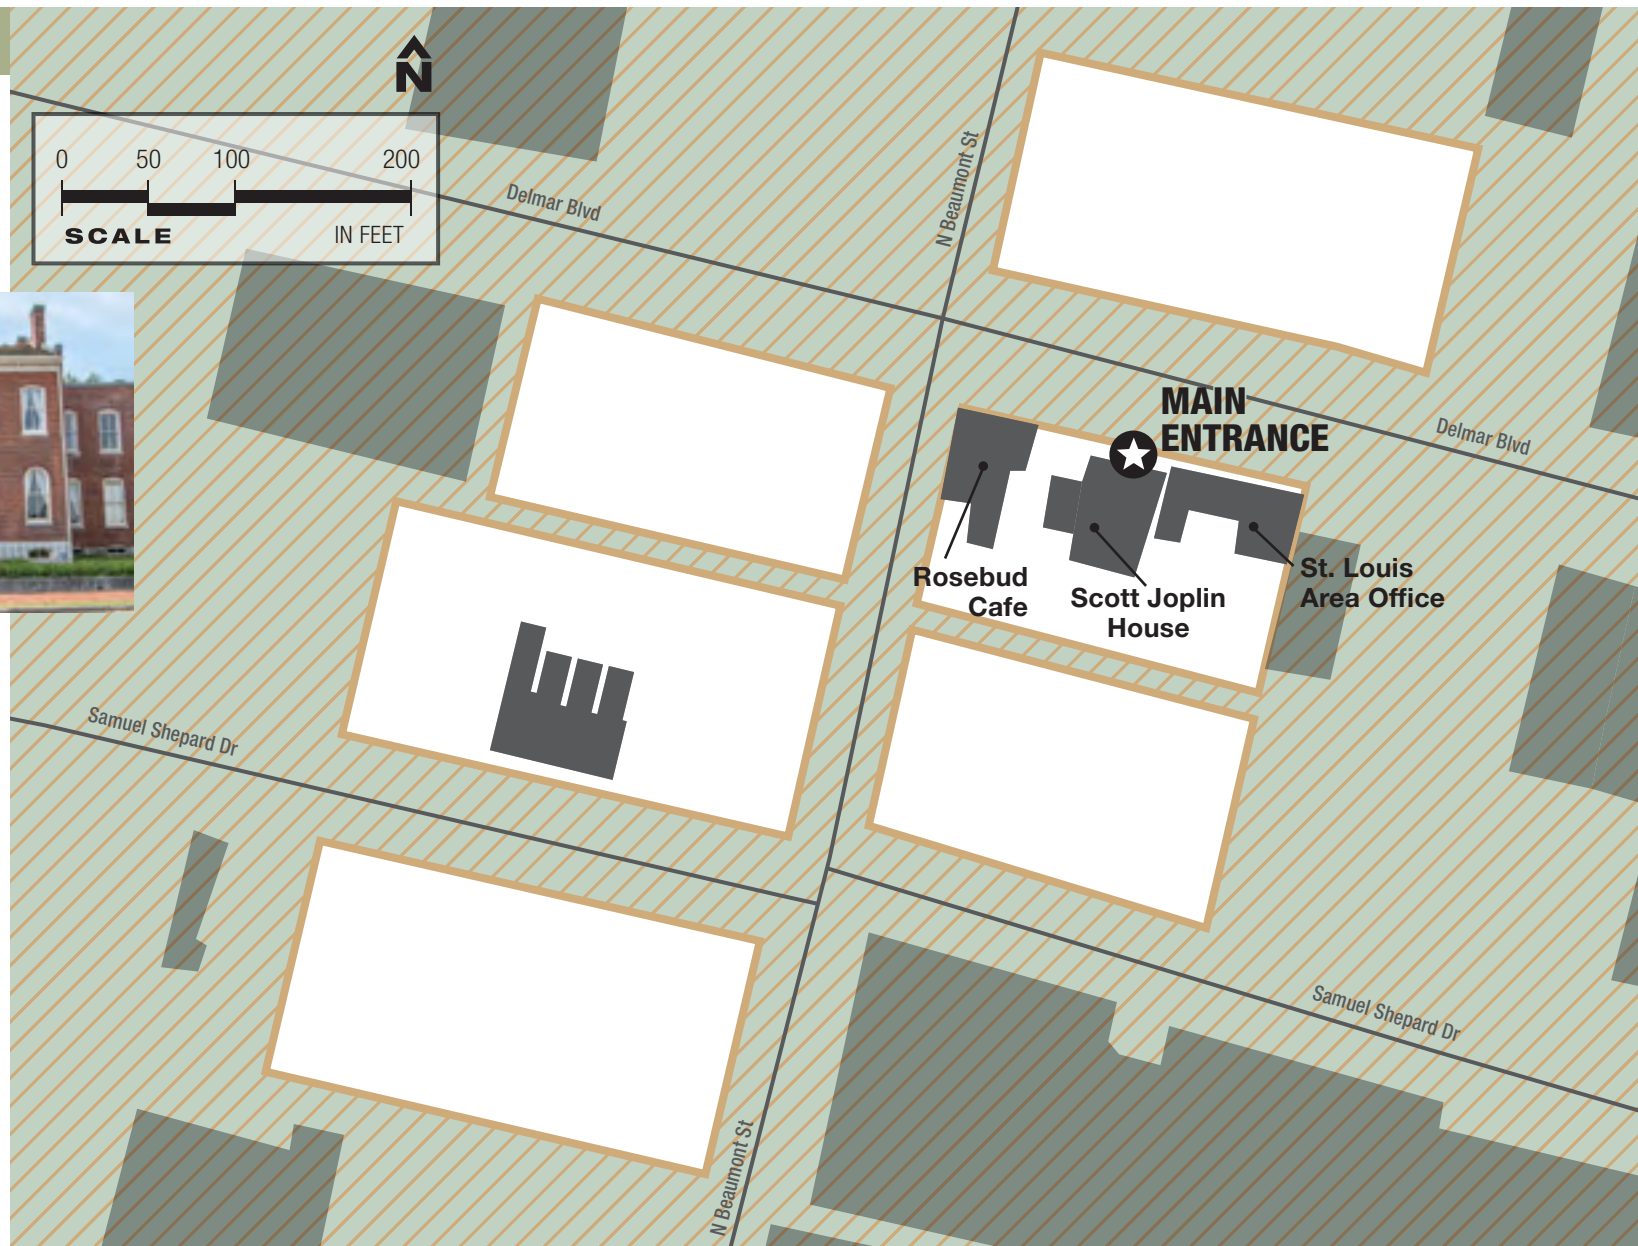 N
0 50 100 200
SCALE IN FEET
Delmar Blvd
N Beaumont St
MAIN
ENTRANCE
Delmar Blvd
Rosebud
Cafe
Scott Joplin
House
St. Louis
Area Office
Samuel Shepard Dr
Samuel Shepard Dr
N Beaumont St